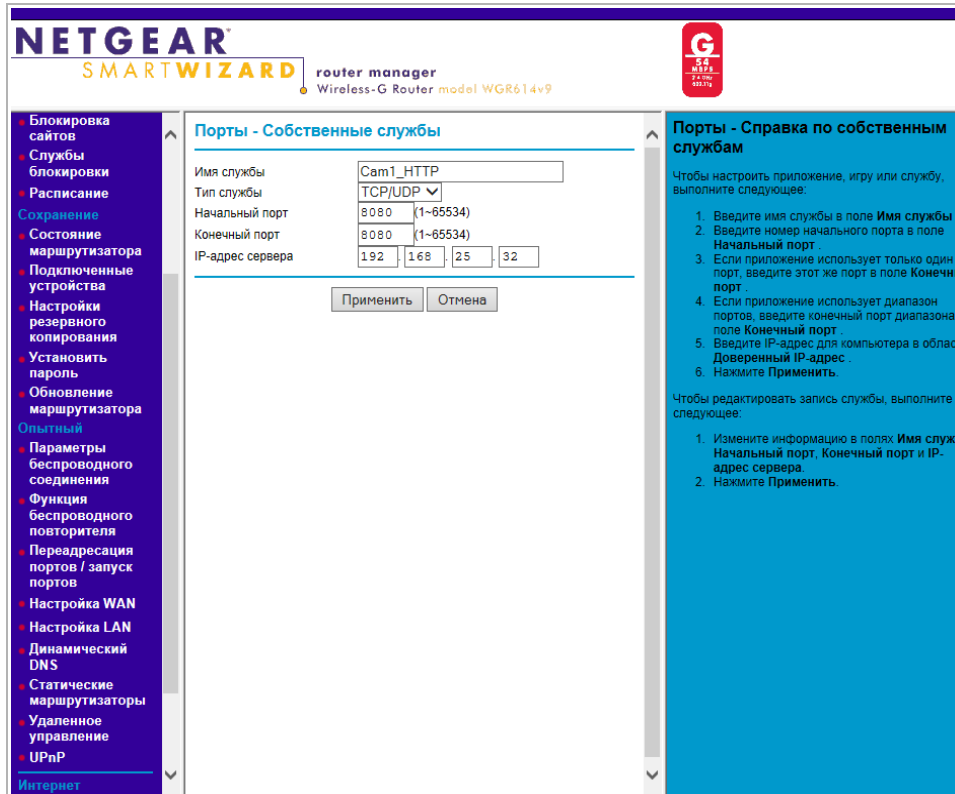 NETGEAR
SMARTWIZARD
router manager
Wireless-G Router model WGR614v9
G
54
MBPS
Блокировка
сайтов
Службы
блокировки
Расписание
Сохранение
Состояние
маршрутизатора
Подключенные
устройства
Настройки
резервного
копирования
Установить
пароль
Обновление
маршрутизатора
Опытный
Параметры
беспроводного
соединения
Функция
беспроводного
повторителя
Переадресация
портов / запуск
портов
Настройка WAN
Настройка LAN
Динамический
DNS
Статические
маршрутизаторы
Удаленное
управление
UPnP
Интернет
Порты - Собственные службы
Имя службы Cam1_HTTP
Тип службы TCP/UDP
Начальный порт 8080 (1~65534)
Конечный порт 8080 (1~65534)
IP-адрес сервера 192 . 168 . 25 . 32
Применить Отмена
Порты - Справка по собственным
службам
Чтобы настроить приложение, игру или службу,
выполните следующее:
1. Введите имя службы в поле Имя службы
2. Введите номер начального порта в поле
Начальный порт .
3. Если приложение использует только один
порт, введите этот же порт в поле Конечн
порт .
4. Если приложение использует диапазон
портов, введите конечный порт диапазона
поле Конечный порт .
5. Введите IP-адрес для компьютера в облас
Доверенный IP-адрес .
6. Нажмите Применить.
Чтобы редактировать запись службы, выполните
следующее:
1. Измените информацию в полях Имя служ
Начальный порт, Конечный порт и IP-
адрес сервера.
2. Нажмите Применить.